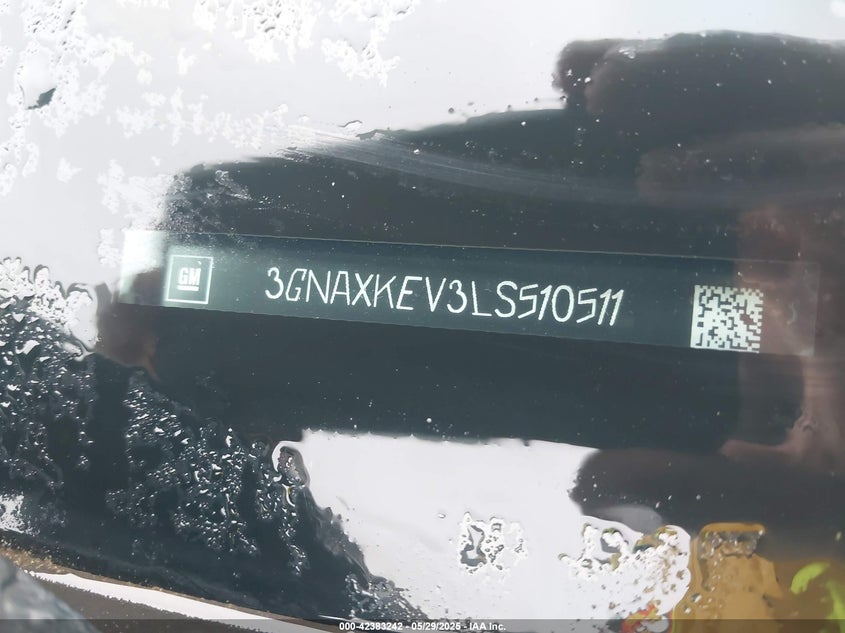 GM
3GNAXKEV3LS510511
000-42383242 - 05/29/2025 - IAA Inc.